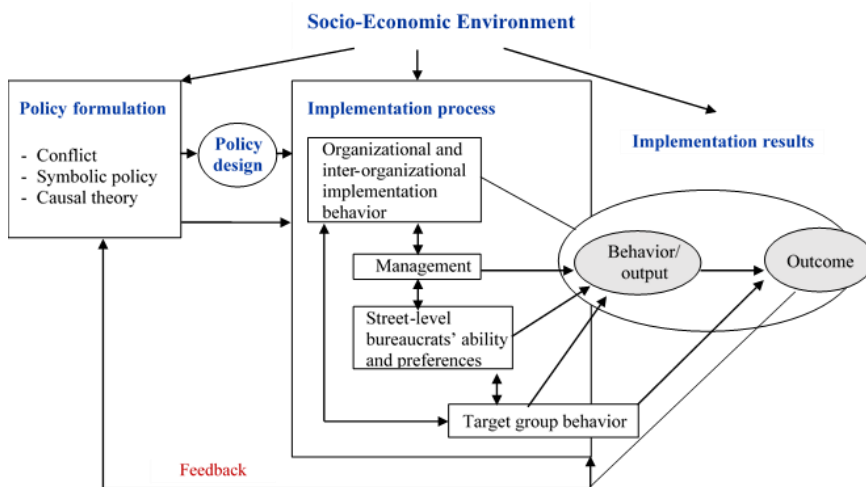 Socio-Economic Environment
Policy formulation
- Conflict
- Symbolic policy
- Causal theory
Policy
design
Implementation process
Organizational and
inter-organizational
implementation
behavior
Management
Street-level
bureaucrats' ability
and preferences
Target group behavior
Implementation results
Behavior/
output
Outcome
Feedback